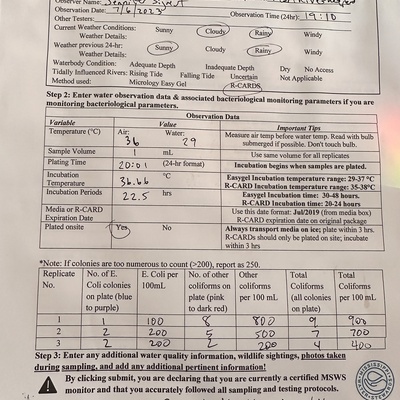 Observer Name: Jennifer
Observation Date: 7/6/2023 Observation Time (24hr): 19:10
Other Testers:
Current Weather Conditions: Sunny Cloudy Rainy Windy
Weather Details:
Weather previous 24-hr: Sunny Cloudy Rainy Windy
Weather Details:
Waterbody Condition: Adequate Depth Inadequate Depth Dry No Access
Tidally Influenced Rivers: Rising Tide Falling Tide Uncertain Not Applicable
Method used: Micrology Easy Gel R-CARDS
Step 2: Enter water observation data & associated bacteriological monitoring parameters if you are
monitoring bacteriological parameters.
Observation Data
Variable Value Important Tips
Temperature (°C) Air: 36 Water: 29 Measure air temp before water temp. Read with bulb
submerged if possible. Don't touch bulb.
Sample Volume 1 mL Use same volume for all replicates
Plating Time 20:01 (24-hr format) Incubation begins when samples are plated.
Incubation
Temperature 36.66 °C Easygel Incubation temperature range: 29-37 °C
R-CARD Incubation temperature range: 35-38°C
Incubation Periods 22.5 hrs Easygel Incubation time: 30-48 hours.
R-CARD Incubation time: 20-24 hours
Media or R-CARD
Expiration Date Use this date format: Jul/2019 (from media box)
R-CARD expiration date on original package
Plated onsite Yes No Always transport media on ice; plate within 3 hrs.
R-CARDs should only be plated on site; incubate
within 3 hrs
*Note: If colonies are too numerous to count (>200), report as 250.
Replicate
No. No. of E.
Coli colonies
on plate (blue
to purple) E. Coli per
100mL No. of other
coliforms on
plate (pink
to dark red) Other
coliforms
per 100 mL Total
Coliforms
(all colonies
on plate) Total
Coliforms
per 100 mL
1 1 100 8 800 9 900
2 2 200 5 500 7 700
3 2 200 2 200 4 400
Step 3: Enter any additional water quality information, wildlife sightings, photos taken
during sampling, and add any additional pertinent information!
By clicking submit, you are declaring that you are currently a certified MSWS
monitor and that you accurately followed all sampling and testing protocols.